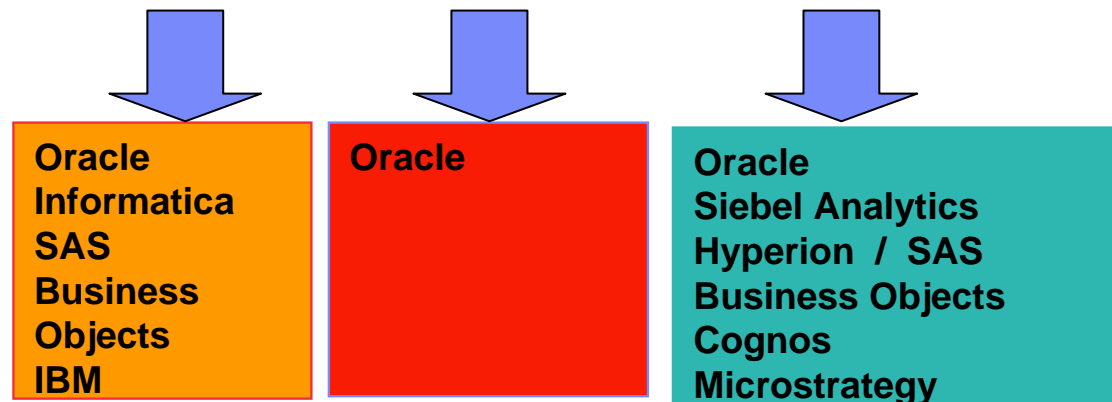 Oracle
Informatica
SAS
Business
Objects
IBM
Oracle
Oracle
Siebel Analytics
Hyperion / SAS
Business Objects
Cognos
Microstrategy